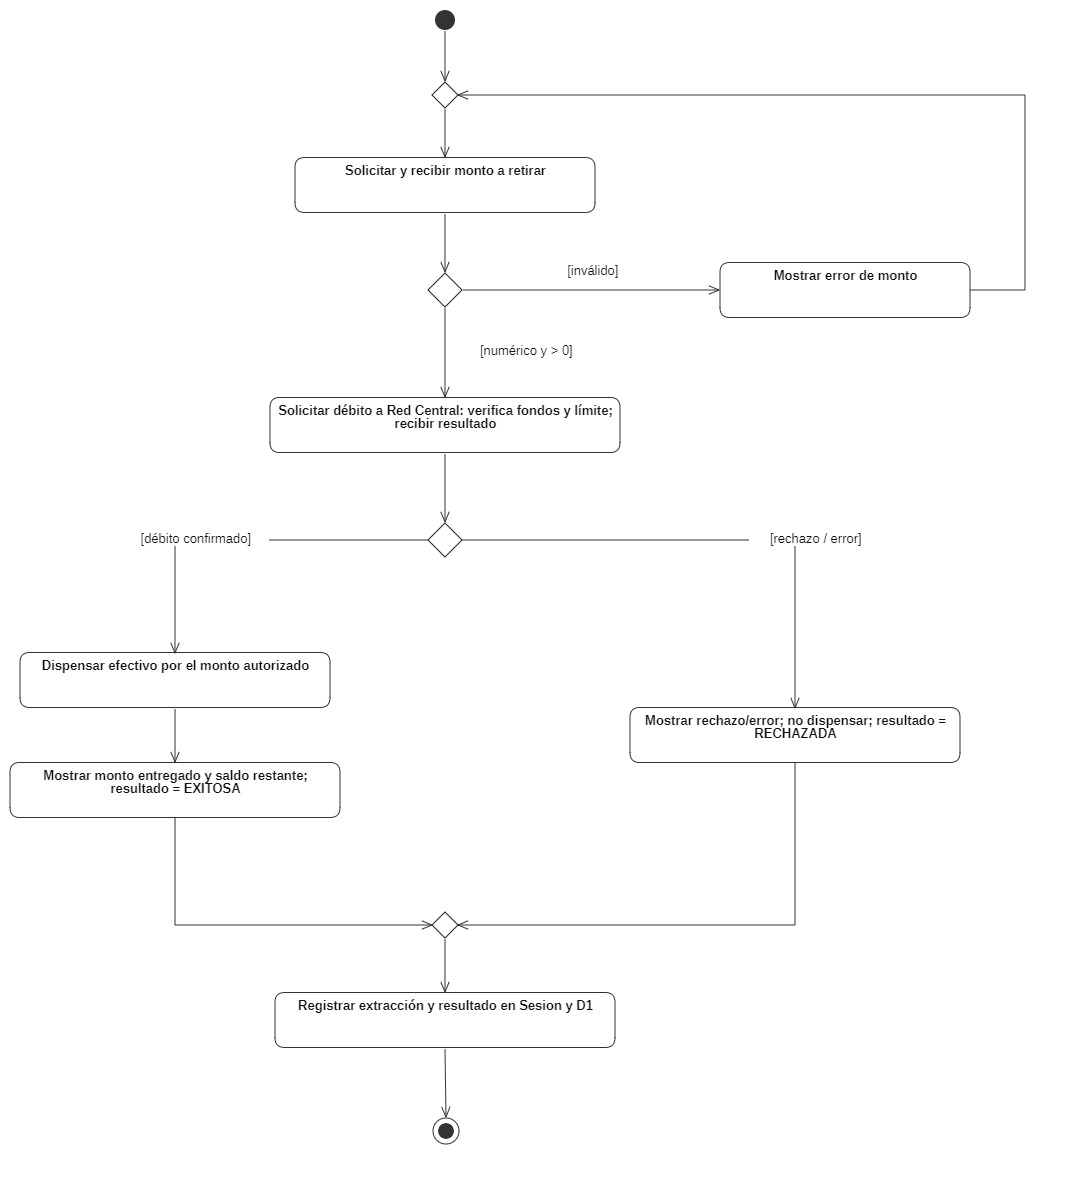 Solicitar y recibir monto a retirar
[inválido]
Mostrar error de monto
[numérico y > 0]
Solicitar débito a Red Central: verifica fondos y límite;
recibir resultado
[débito confirmado]
[rechazo / error]
Dispensar efectivo por el monto autorizado
Mostrar rechazo/error; no dispensar; resultado =
RECHAZADA
Mostrar monto entregado y saldo restante;
resultado = EXITOSA
Registrar extracción y resultado en Sesion y D1